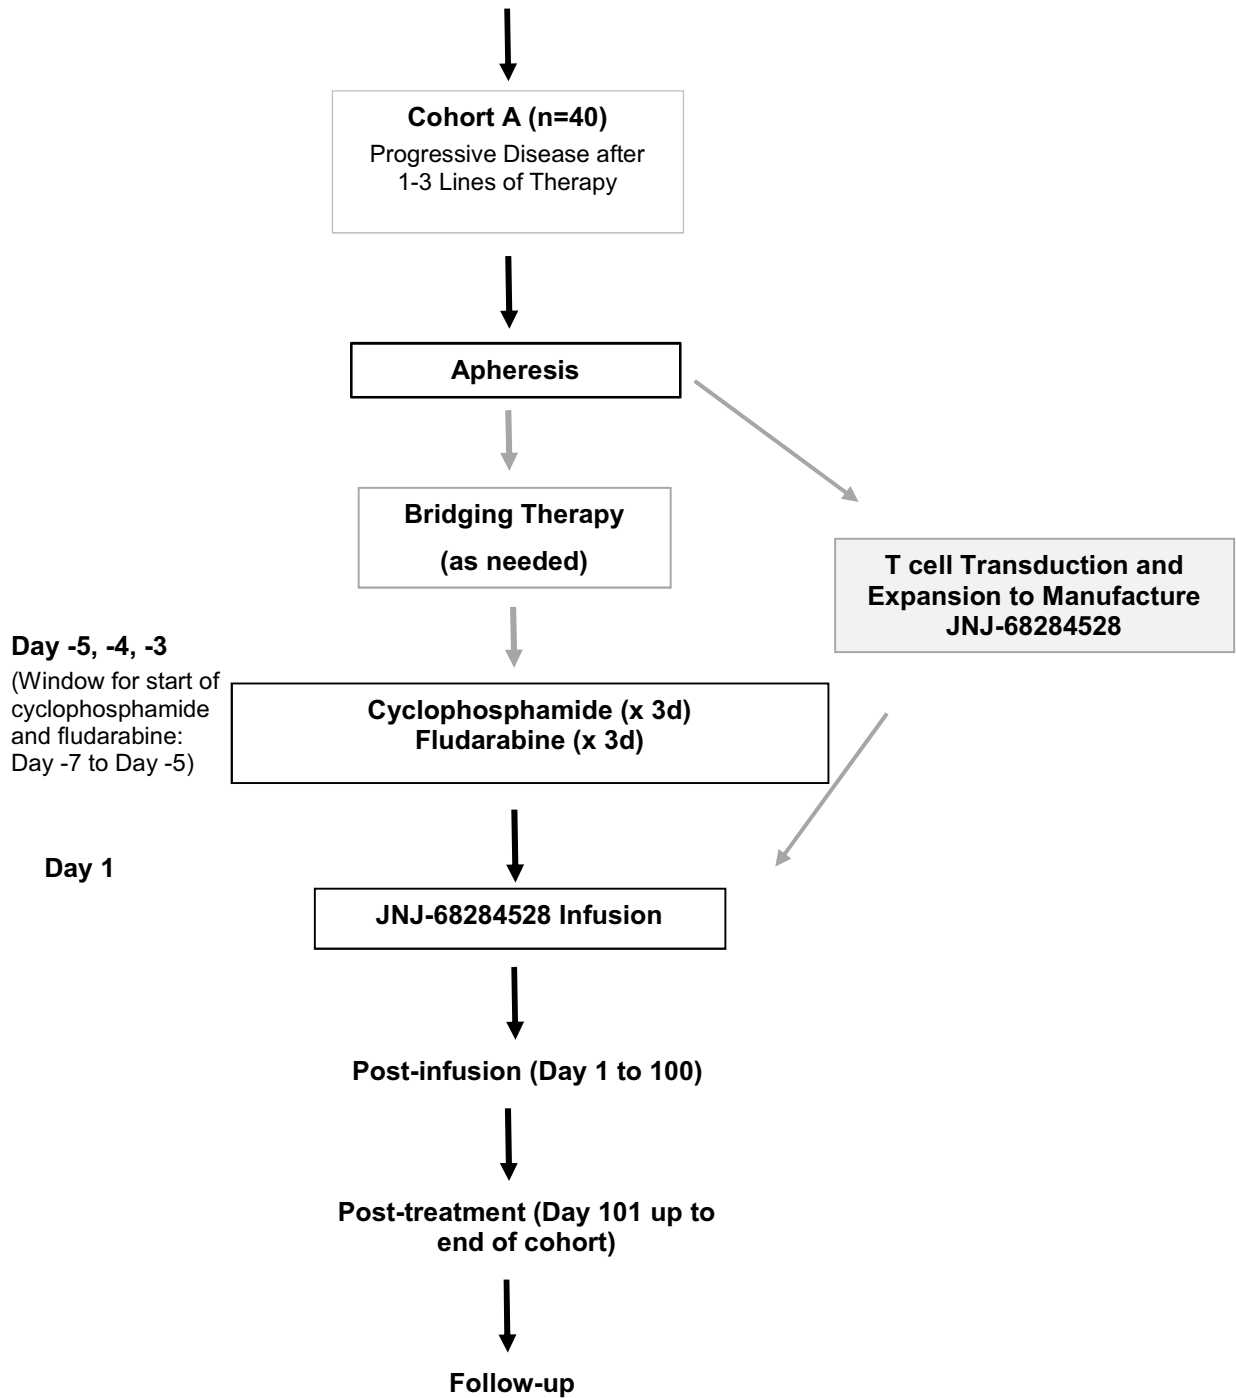 Cohort A (n=40)
Progressive Disease after
1-3 Lines of Therapy
Apheresis
Bridging Therapy
(as needed)
T cell Transduction and
Expansion to Manufacture
JNJ-68284528
Day -5, -4, -3
(Window for start of
cyclophosphamide
and fludarabine:
Day -7 to Day -5)
Cyclophosphamide (x 3d)
Fludarabine (x 3d)
Day 1
JNJ-68284528 Infusion
Post-infusion (Day 1 to 100)
Post-treatment (Day 101 up to
end of cohort)
Follow-up